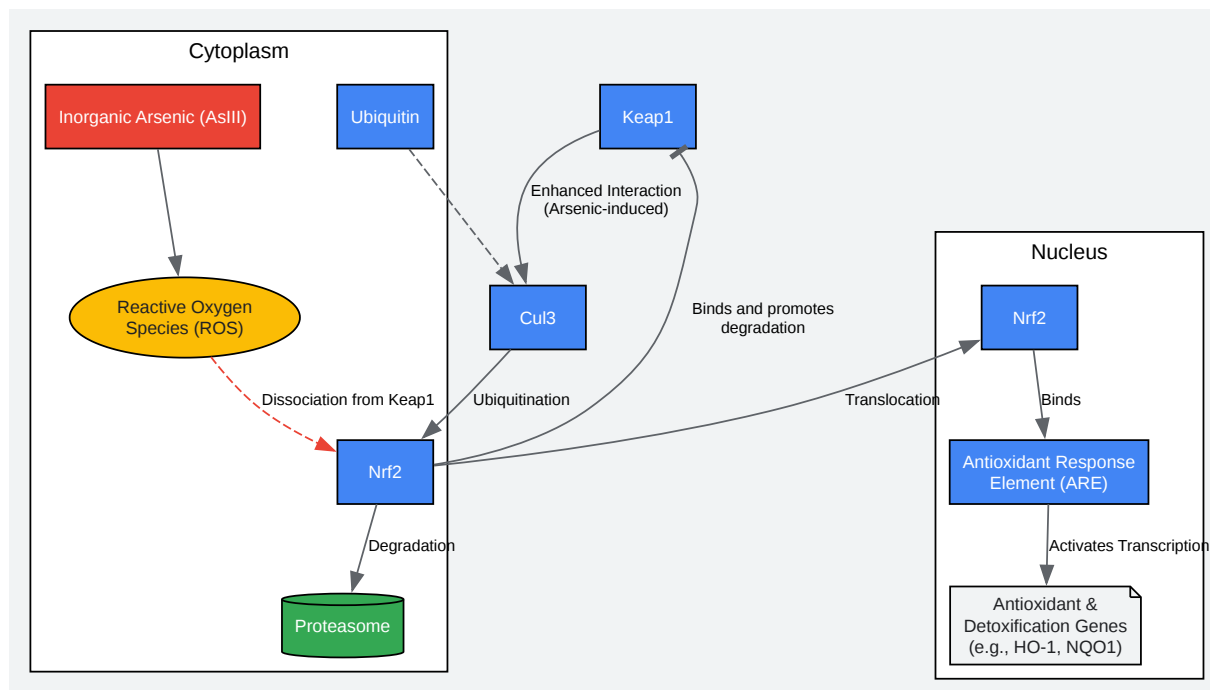 Cytoplasm
Inorganic Arsenic (AsIII)
Ubiquitin
Keap1
Enhanced Interaction
(Arsenic-induced)
Nucleus
Reactive Oxygen
Species (ROS)
Cul3
Binds and promotes
degradation
Nrf2
Dissociation from Keap1
Ubiquitination
Translocation
Binds
Nrf2
Antioxidant Response
Element (ARE)
Degradation
Activates Transcription
Proteasome
Antioxidant &
Detoxification Genes
(e.g., HO-1, NQO1)